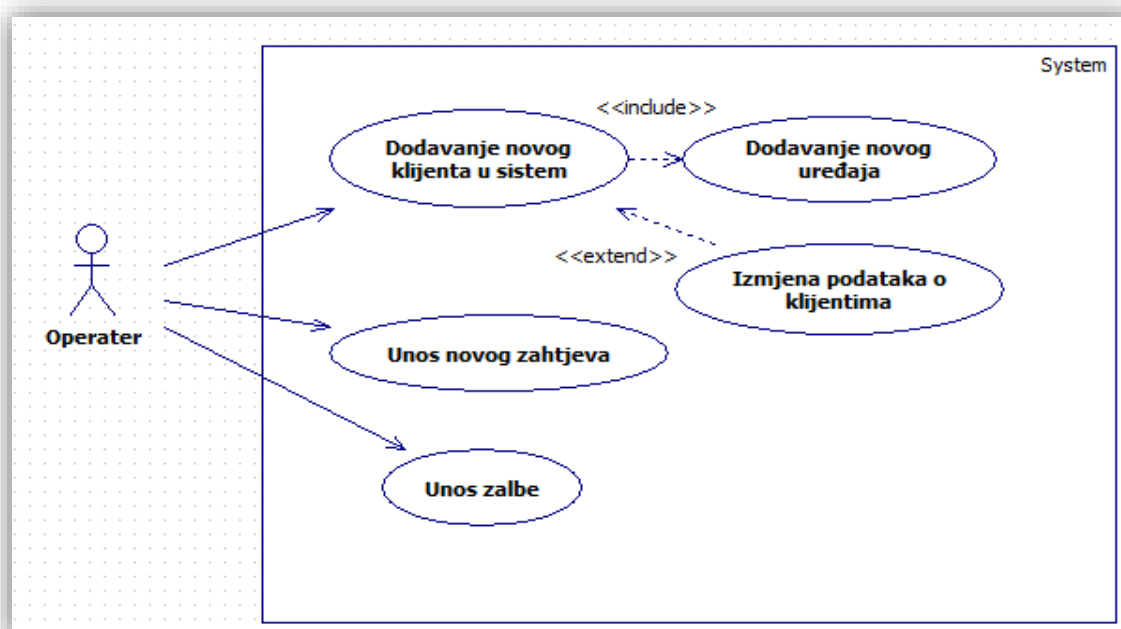 System
<<include>>
Dodavanje novog
klijenta u sistem
Dodavanje novog
uređaja
<<extend>>
Izmjena podataka o
klijentima
Operater
Unos novog zahtjeva
Unos zalbe